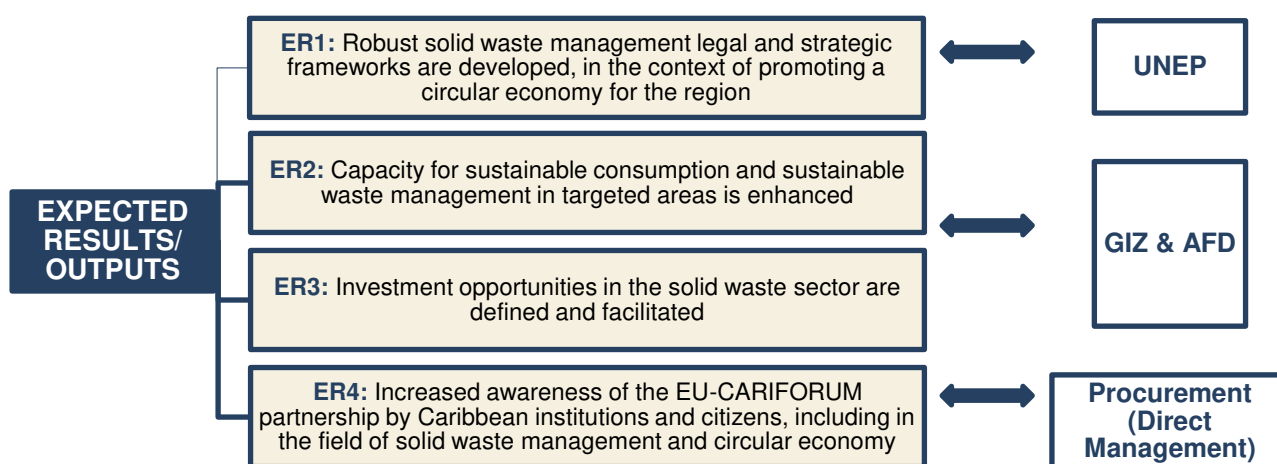 ER1: Robust solid waste management legal and strategic
frameworks are developed, in the context of promoting a
circular economy for the region
UNEP
ER2: Capacity for sustainable consumption and sustainable
waste management in targeted areas is enhanced
EXPECTED
RESULTS/
OUTPUTS
GIZ & AFD
ER3: Investment opportunities in the solid waste sector are
defined and facilitated
ER4: Increased awareness of the EU-CARIFORUM
partnership by Caribbean institutions and citizens, including in
the field of solid waste management and circular economy
Procurement
(Direct
Management)